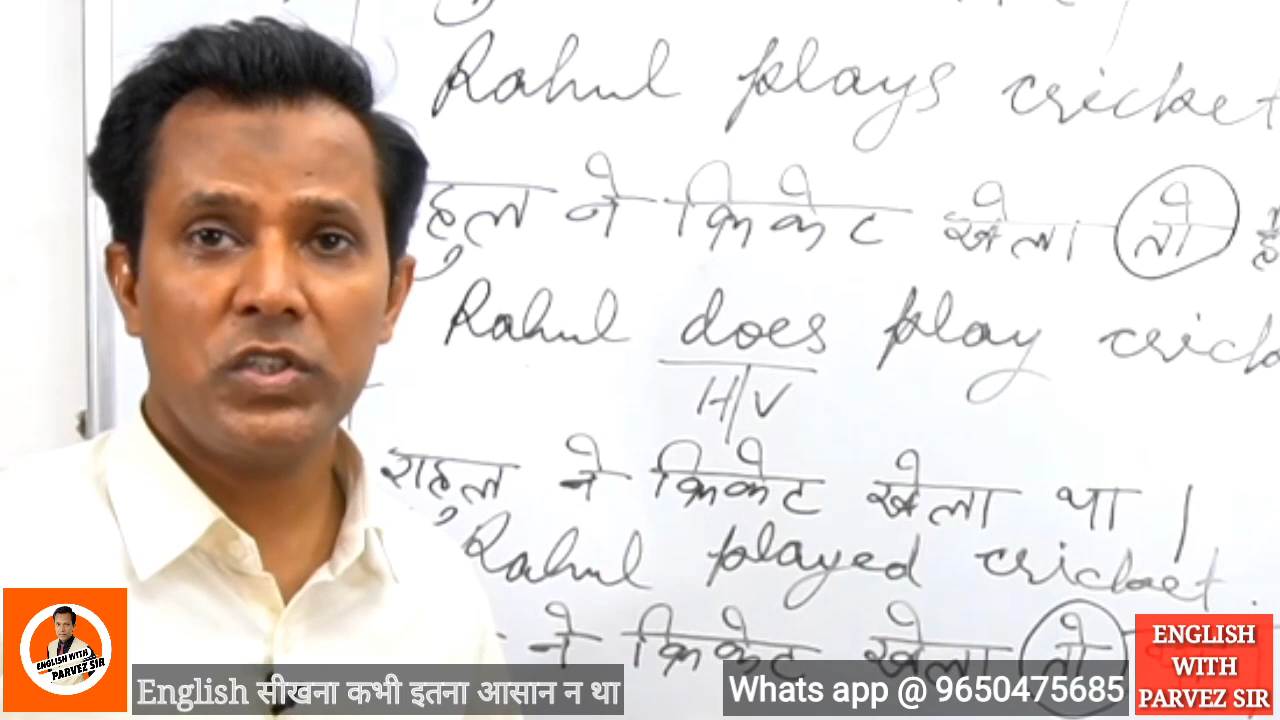 Rahul plays cricket
हुल ने क्रिकेट खेला तो है
Rahul does play crick
H/V
राहुल ने क्रिकेट खेला था |
Rahul played cricket.
ने क्रिकेट खेला तो
ENGLISH WITH
PARVEZ SIR
English सीखना कभी इतना आसान न था
Whats app @ 9650475685
ENGLISH
WITH
PARVEZ SIR